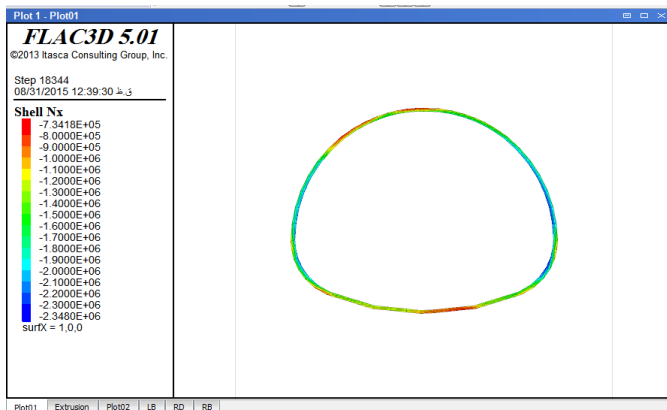 Plot 1 - Plot01
FLAC3D 5.01
©2013 Itasca Consulting Group, Inc.
Step 18344
08/31/2015 12:39:30 ق.ظ
Shell Nx
-7.3418E+05
-8.0000E+05
-9.0000E+05
-1.0000E+06
-1.1000E+06
-1.2000E+06
-1.3000E+06
-1.4000E+06
-1.5000E+06
-1.6000E+06
-1.7000E+06
-1.8000E+06
-1.9000E+06
-2.0000E+06
-2.1000E+06
-2.2000E+06
-2.3000E+06
-2.3480E+06
surfX = 1,0,0
Plot01 Extrusion Plot02 LB RD RB